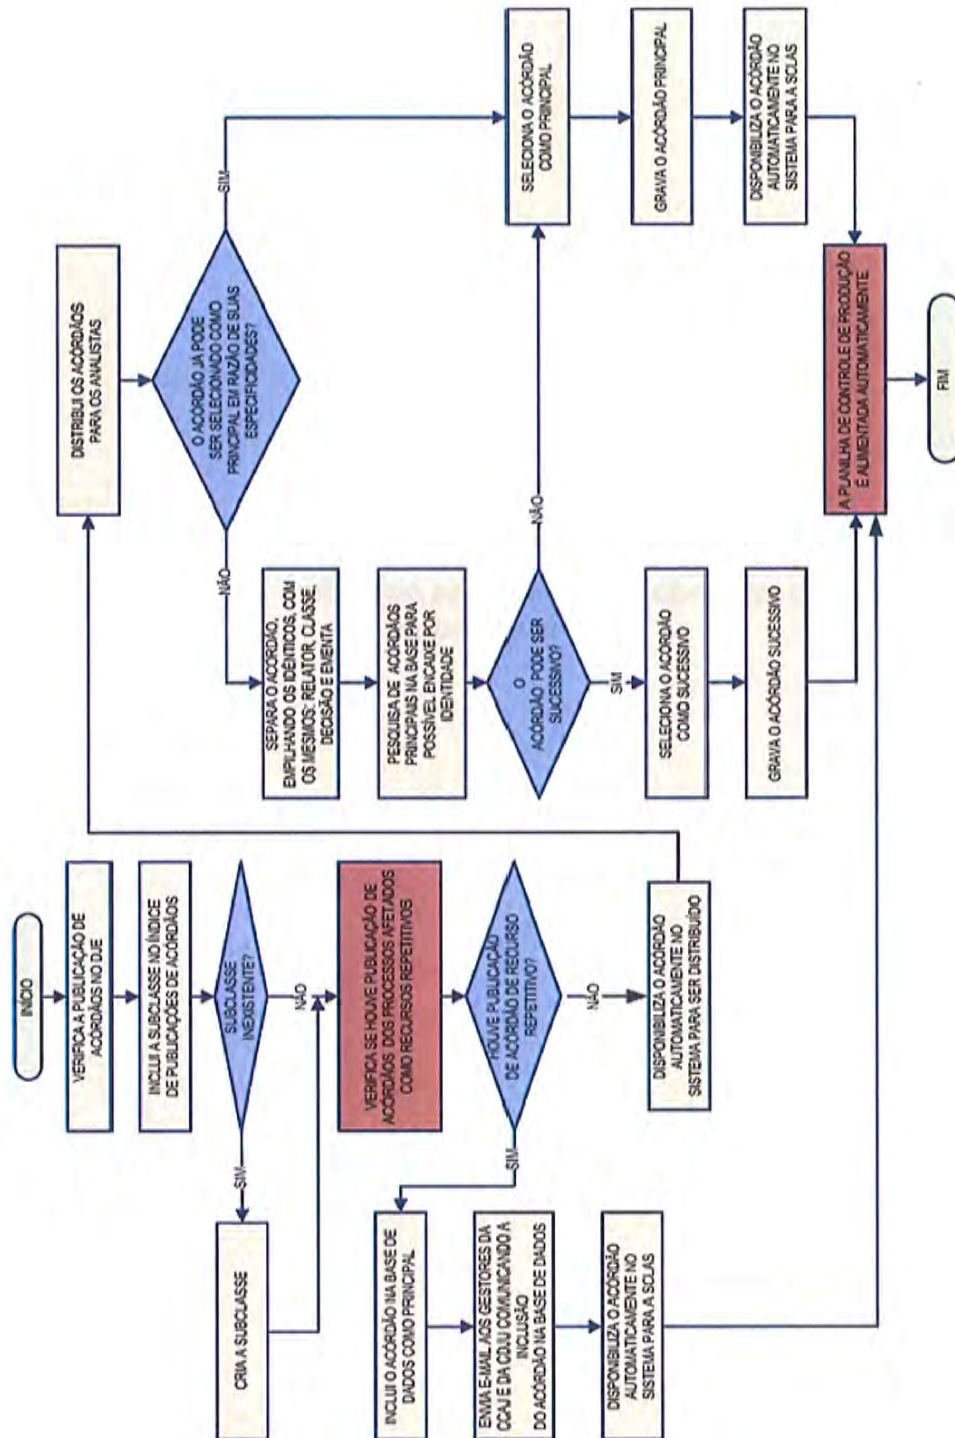 INÍCIO
VERIFICA A PUBLICAÇÃO DE
ACÓRDÃOS NO DJE
INCLUI A SUBCLASSE NO ÍNDICE
DE PUBLICAÇÕES DE ACÓRDÃOS
SUBCLASSE
INEXISTENTE?
SIM
NÃO
CRIA A SUBCLASSE
VERIFICA SE HOUVE PUBLICAÇÃO DE
ACÓRDÃOS DOS PROCESSOS AFETADOS
COMO RECURSOS REPETITIVOS
HOUVE PUBLICAÇÃO
DE ACÓRDÃO DE RECURSO
REPETITIVO?
SIM
NÃO
INCLUI O ACÓRDÃO NA BASE DE
DADOS COMO PRINCIPAL
ENVIA E-MAIL AOS GESTORES DA
CCAJ E DA CDJU COMUNICANDO A
INCLUSÃO
DO ACÓRDÃO NA BASE DE DADOS
DISPONIBILIZA O ACÓRDÃO
AUTOMATICAMENTE NO
SISTEMA PARA A SCLAS
DISPONIBILIZA O ACÓRDÃO
AUTOMATICAMENTE NO
SISTEMA PARA SER DISTRIBUÍDO
DISTRIBUI OS ACÓRDÃOS
PARA OS ANALISTAS
O ACÓRDÃO JÁ PODE
SER SELECIONADO COMO
PRINCIPAL EM RAZÃO DE SUAS
ESPECIFICIDADES?
NÃO
SIM
SEPARA O ACÓRDÃO,
EMPILHANDO OS IDÊNTICOS, COM
OS MESMOS: RELATOR, CLASSE,
DECISÃO E EMENTA
PESQUISA DE ACÓRDÃOS
PRINCIPAIS NA BASE PARA
POSSÍVEL ENCAIXE POR
IDENTIDADE
O
ACÓRDÃO PODE SER
SUCESSIVO?
NÃO
SIM
SELECIONA O ACÓRDÃO
COMO SUCESSIVO
GRAVA O ACÓRDÃO SUCESSIVO
SELECIONA O ACÓRDÃO
COMO PRINCIPAL
GRAVA O ACÓRDÃO PRINCIPAL
DISPONIBILIZA O ACÓRDÃO
AUTOMATICAMENTE NO
SISTEMA PARA A SCLAS
A PLANILHA DE CONTROLE DE PRODUÇÃO
É ALIMENTADA AUTOMATICAMENTE
FIM